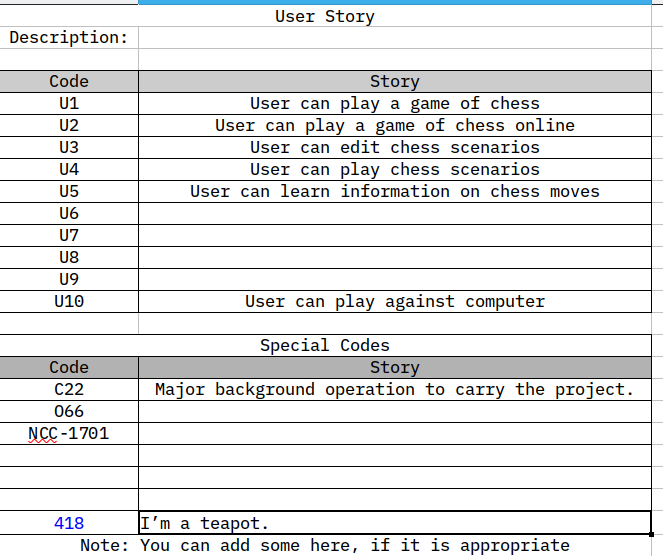 User Story
Description:
Code Story
U1 User can play a game of chess
U2 User can play a game of chess online
U3 User can edit chess scenarios
U4 User can play chess scenarios
U5 User can learn information on chess moves
U6
U7
U8
U9
U10 User can play against computer
Special Codes
Code Story
C22 Major background operation to carry the project.
O66
NCC-1701
418 I’m a teapot.
Note: You can add some here, if it is appropriate